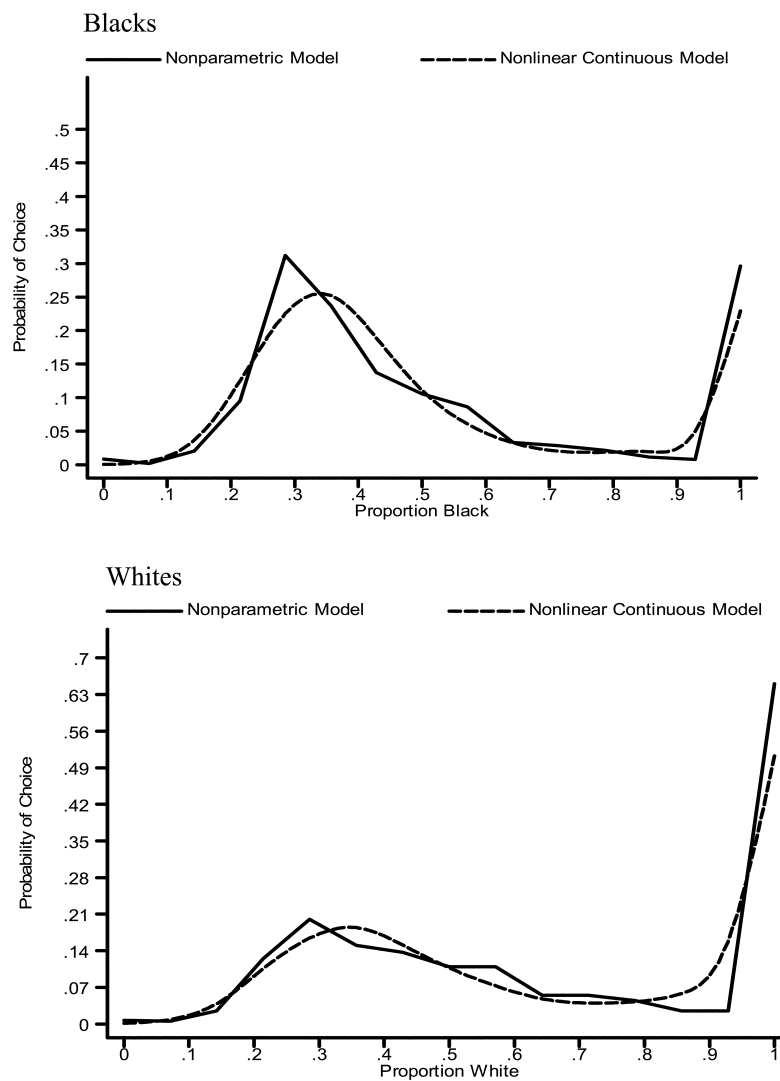 Blacks
Nonparametric Model Nonlinear Continuous Model
.5
.45
.4
.35
.3
.25
.2
.15
.1
.05
0
Probability of Choice
0 .1 .2 .3 .4 .5 .6 .7 .8 .9 1
Proportion Black
Whites
Nonparametric Model Nonlinear Continuous Model
.7
.63
.56
.49
.42
.35
.28
.21
.14
.07
0
Probability of Choice
0 .1 .2 .3 .4 .5 .6 .7 .8 .9 1
Proportion White